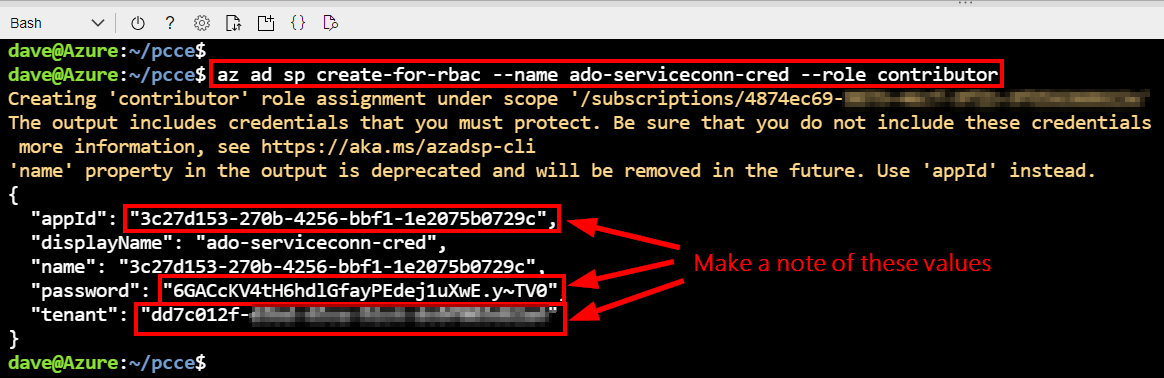 Bash
dave@Azure:~/pcce$
dave@Azure:~/pcce$ az ad sp create-for-rbac --name ado-serviceconn-cred --role contributor
Creating 'contributor' role assignment under scope '/subscriptions/4874ec69-
The output includes credentials that you must protect. Be sure that you do not include these credentials
more information, see https://aka.ms/azadsp-cli
'name' property in the output is deprecated and will be removed in the future. Use 'appId' instead.
{
"appId": "3c27d153-270b-4256-bbf1-1e2075b0729c",
"displayName": "ado-serviceconn-cred",
"name": "3c27d153-270b-4256-bbf1-1e2075b0729c",
Make a note of these values
"password": "6GACcKV4tH6hdlGfayPEdej1uXwE.y~TV0",
"tenant": "dd7c012f-
}
dave@Azure:~/pcce$